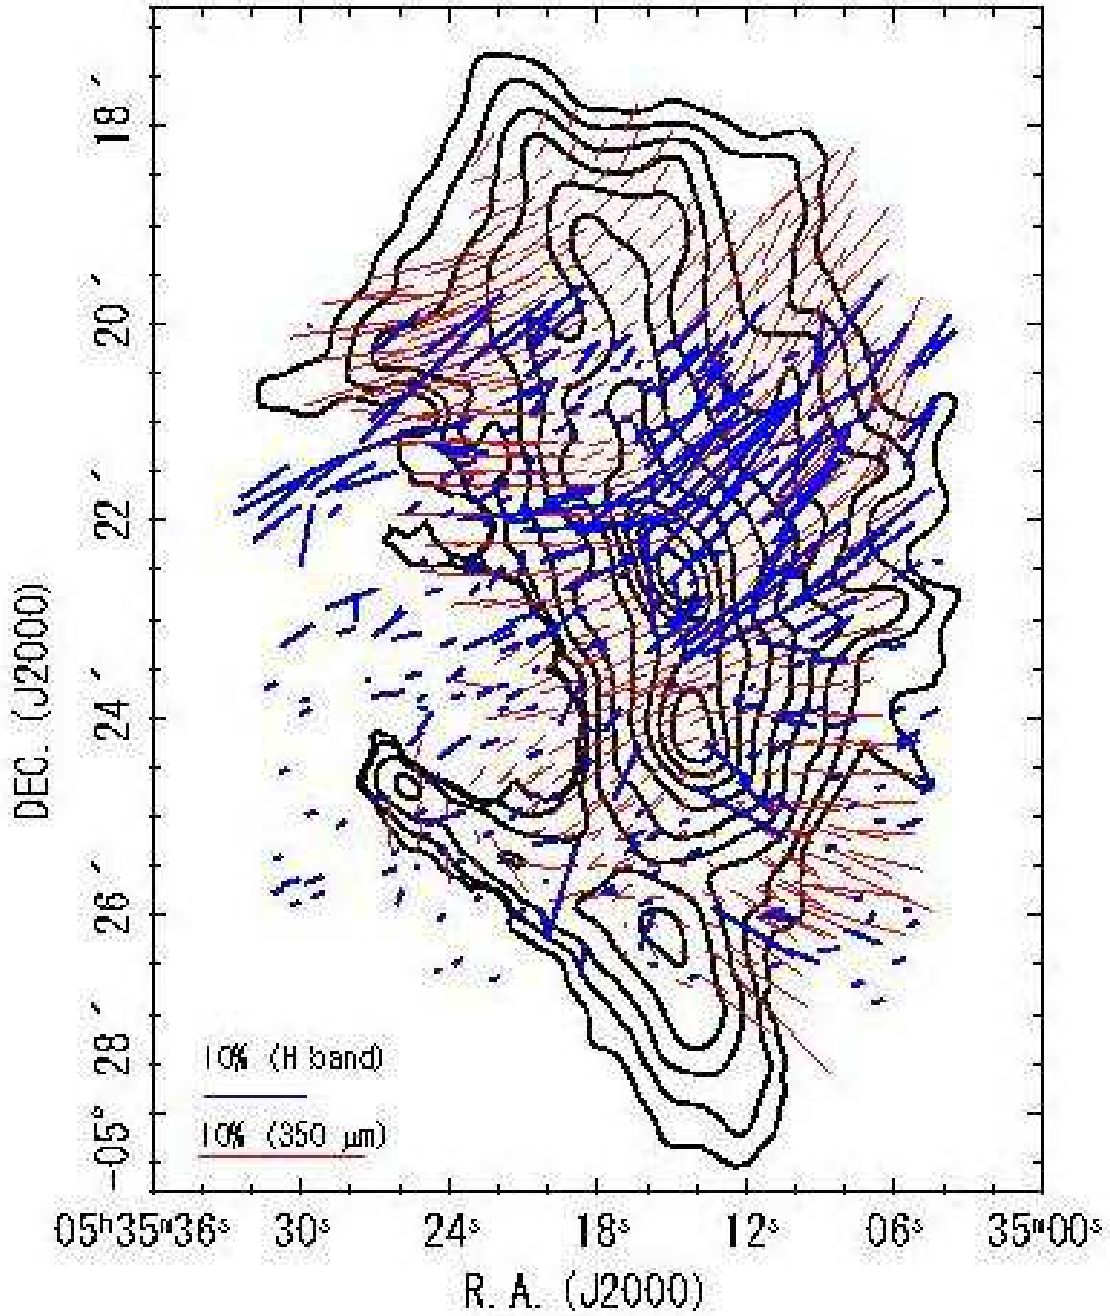 18′
20′
22′
24′
26′
28′
-05°
DEC. (J2000)
10% (H band)
10% (350 μm)
05h35m36s 30s 24s 18s 12s 06s 35m00s
R. A. (J2000)